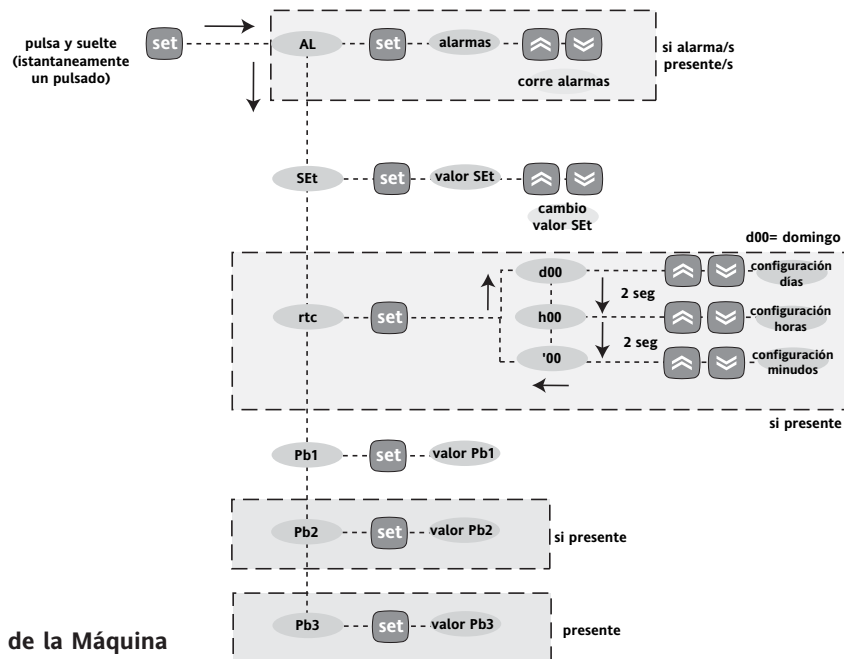 pulsa y suelte
(istantaneamente
un pulsado)
set
AL
set
alarmas
corre alarmas
si alarma/s
presente/s
SEt
set
valor SEt
cambio
valor SEt
d00= domingo
rtc
set
d00
2 seg
configuración
días
h00
2 seg
configuración
horas
'00
configuración
minudos
si presente
Pb1
set
valor Pb1
Pb2
set
valor Pb2
si presente
Pb3
set
valor Pb3
presente
de la Máquina